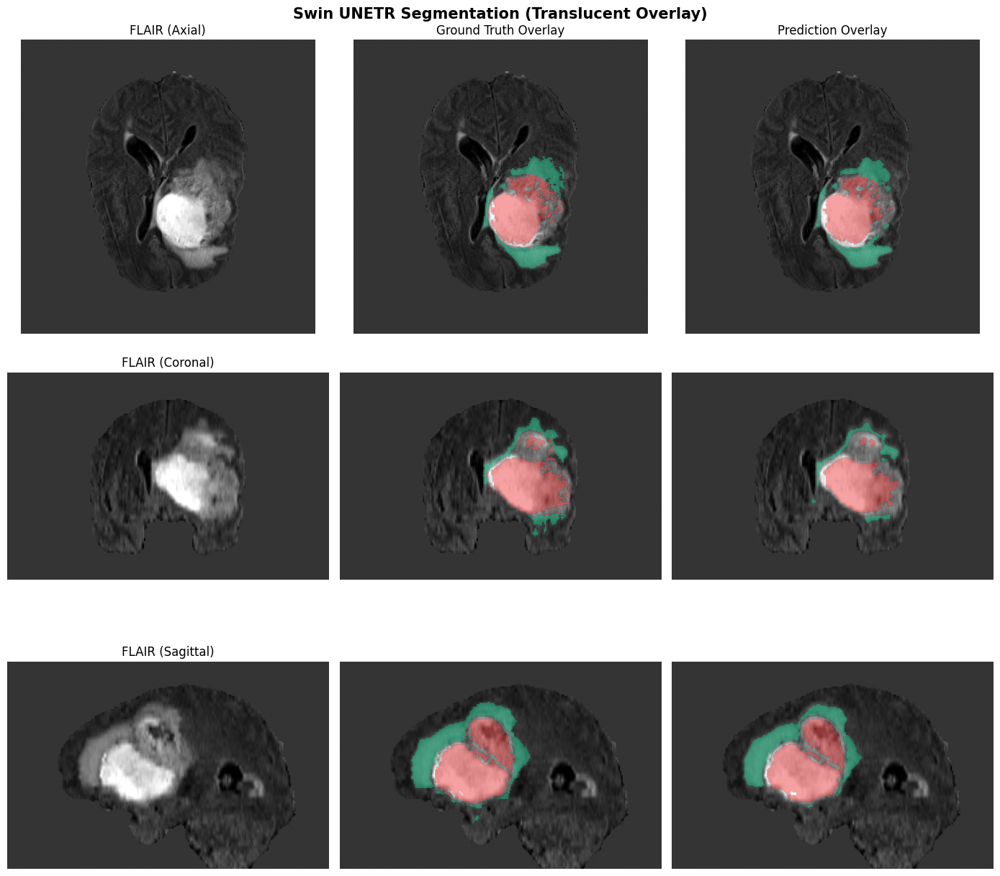 Swin UNETR Segmentation (Translucent Overlay)
FLAIR (Axial)
Ground Truth Overlay
Prediction Overlay
FLAIR (Coronal)
FLAIR (Sagittal)